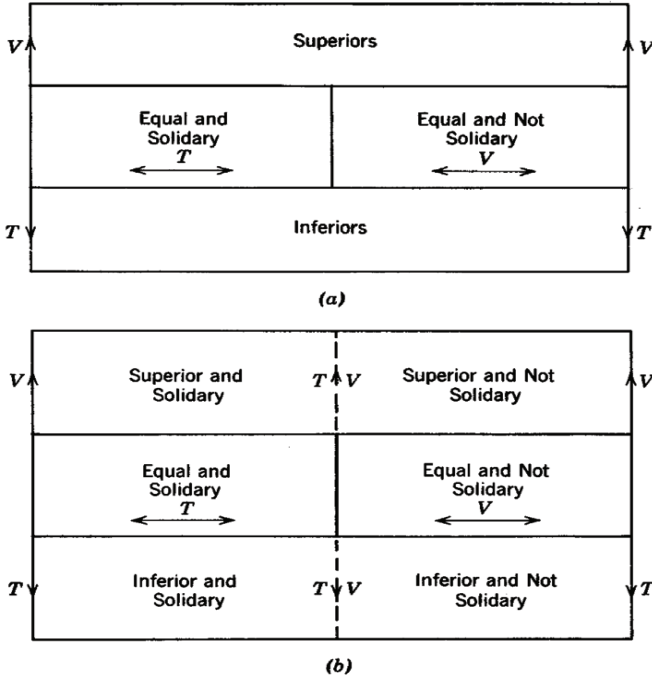 V Superiors V
Equal and Equal and Not
Solidary Solidary
T V
T Inferiors T
(a)
V Superior and T V Superior and Not V
Solidary Solidary
Equal and Equal and Not
Solidary Solidary
T V
T Inferior and T V Inferior and Not T
Solidary Solidary
(b)